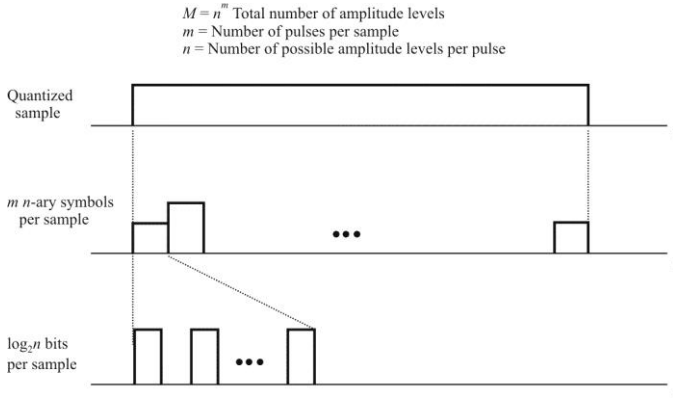 M = nᵐ Total number of amplitude levels
m = Number of pulses per sample
n = Number of possible amplitude levels per pulse
Quantized
sample
m n-ary symbols
per sample
log₂n bits
per sample